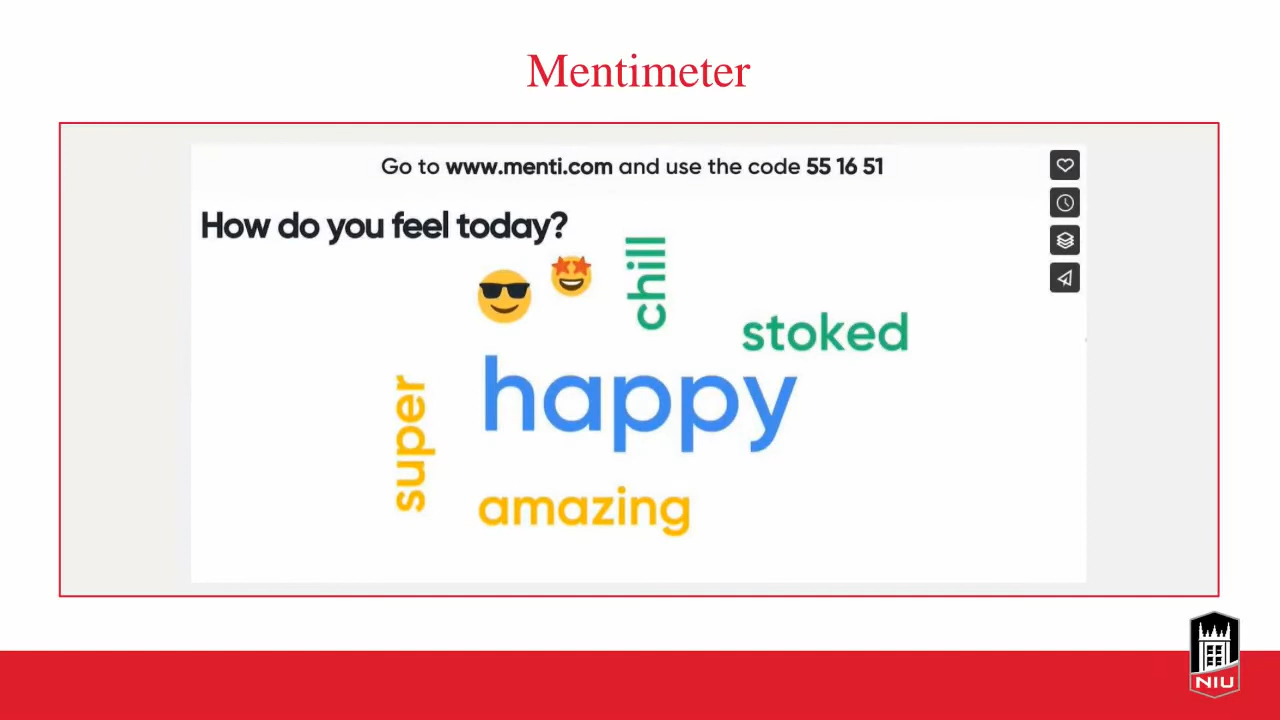 Mentimeter
Go to www.menti.com and use the code 55 16 51
How do you feel today?
chill
stoked
happy
super
amazing
NIU